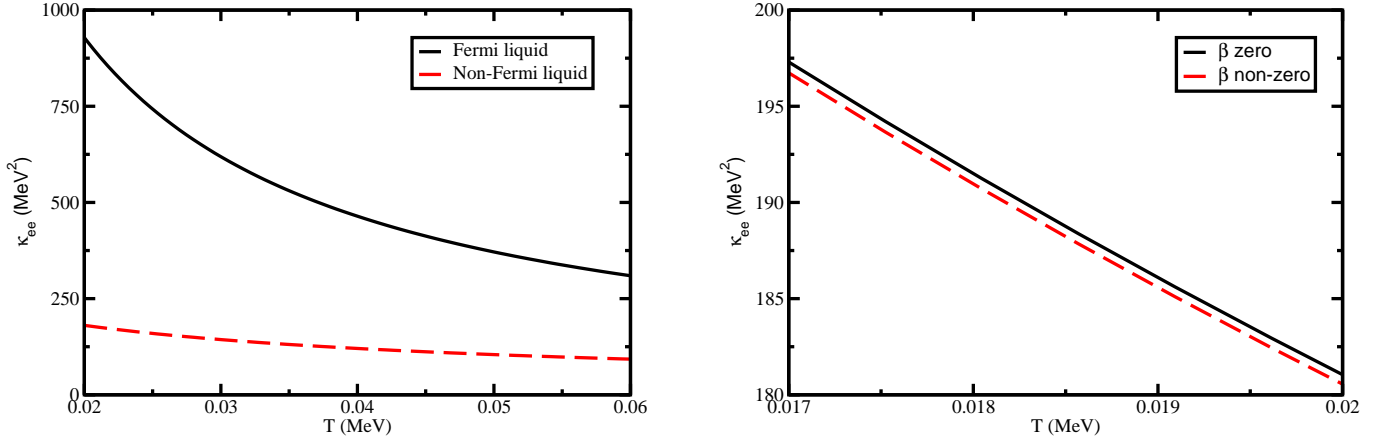 1000
750
500
250
0
κee (MeV2)
Fermi liquid
Non-Fermi liquid
0.02 0.03 0.04 0.05 0.06
T (MeV)
200
195
190
185
180
κee (MeV2)
β zero
β non-zero
0.017 0.018 0.019 0.02
T (MeV)